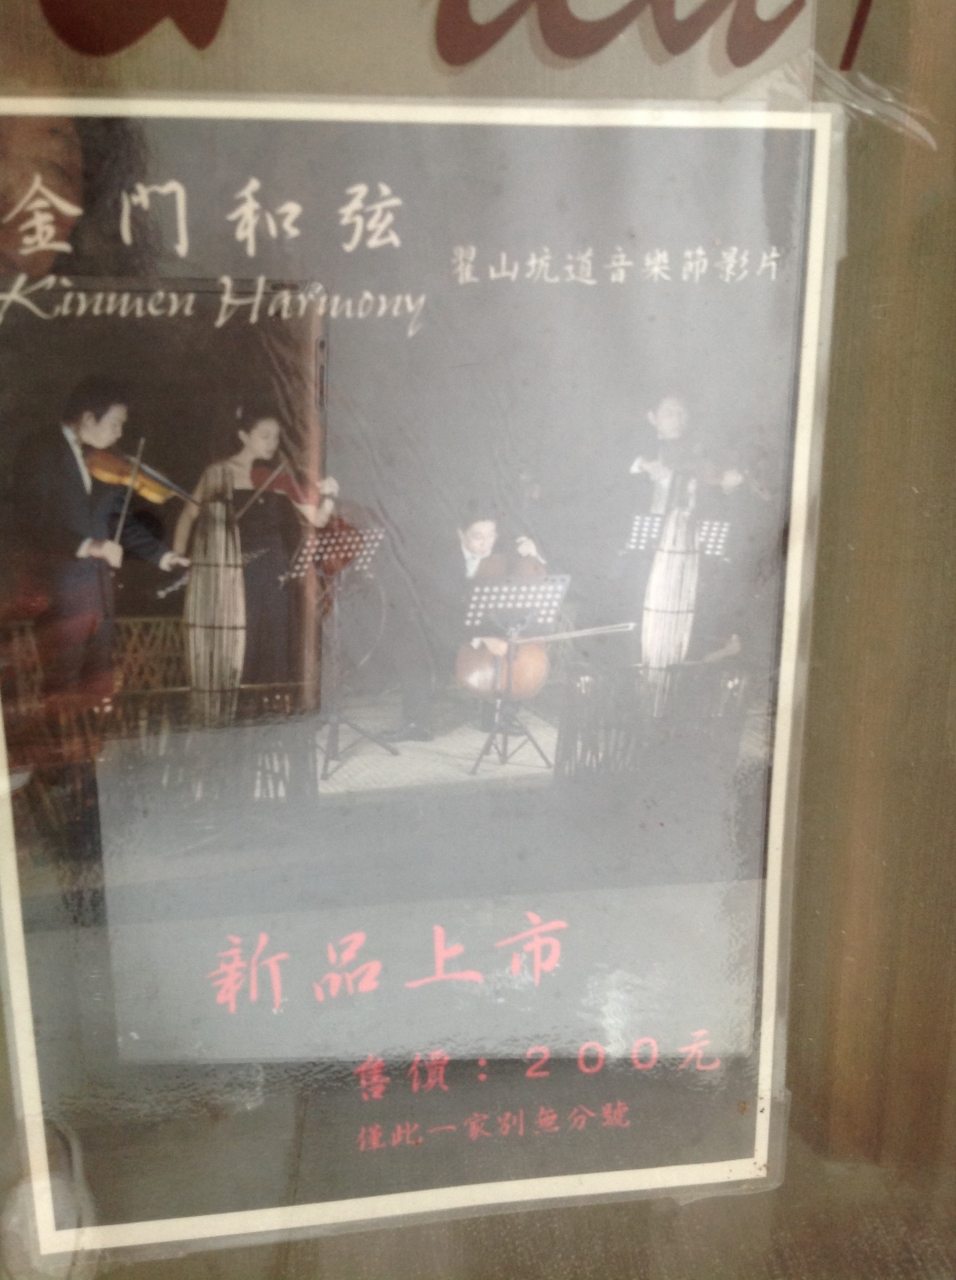 金門和弦
Kinmen Harmony
翟山坑道音樂節影片
新品上市
售價：200元
僅此一家別無分號